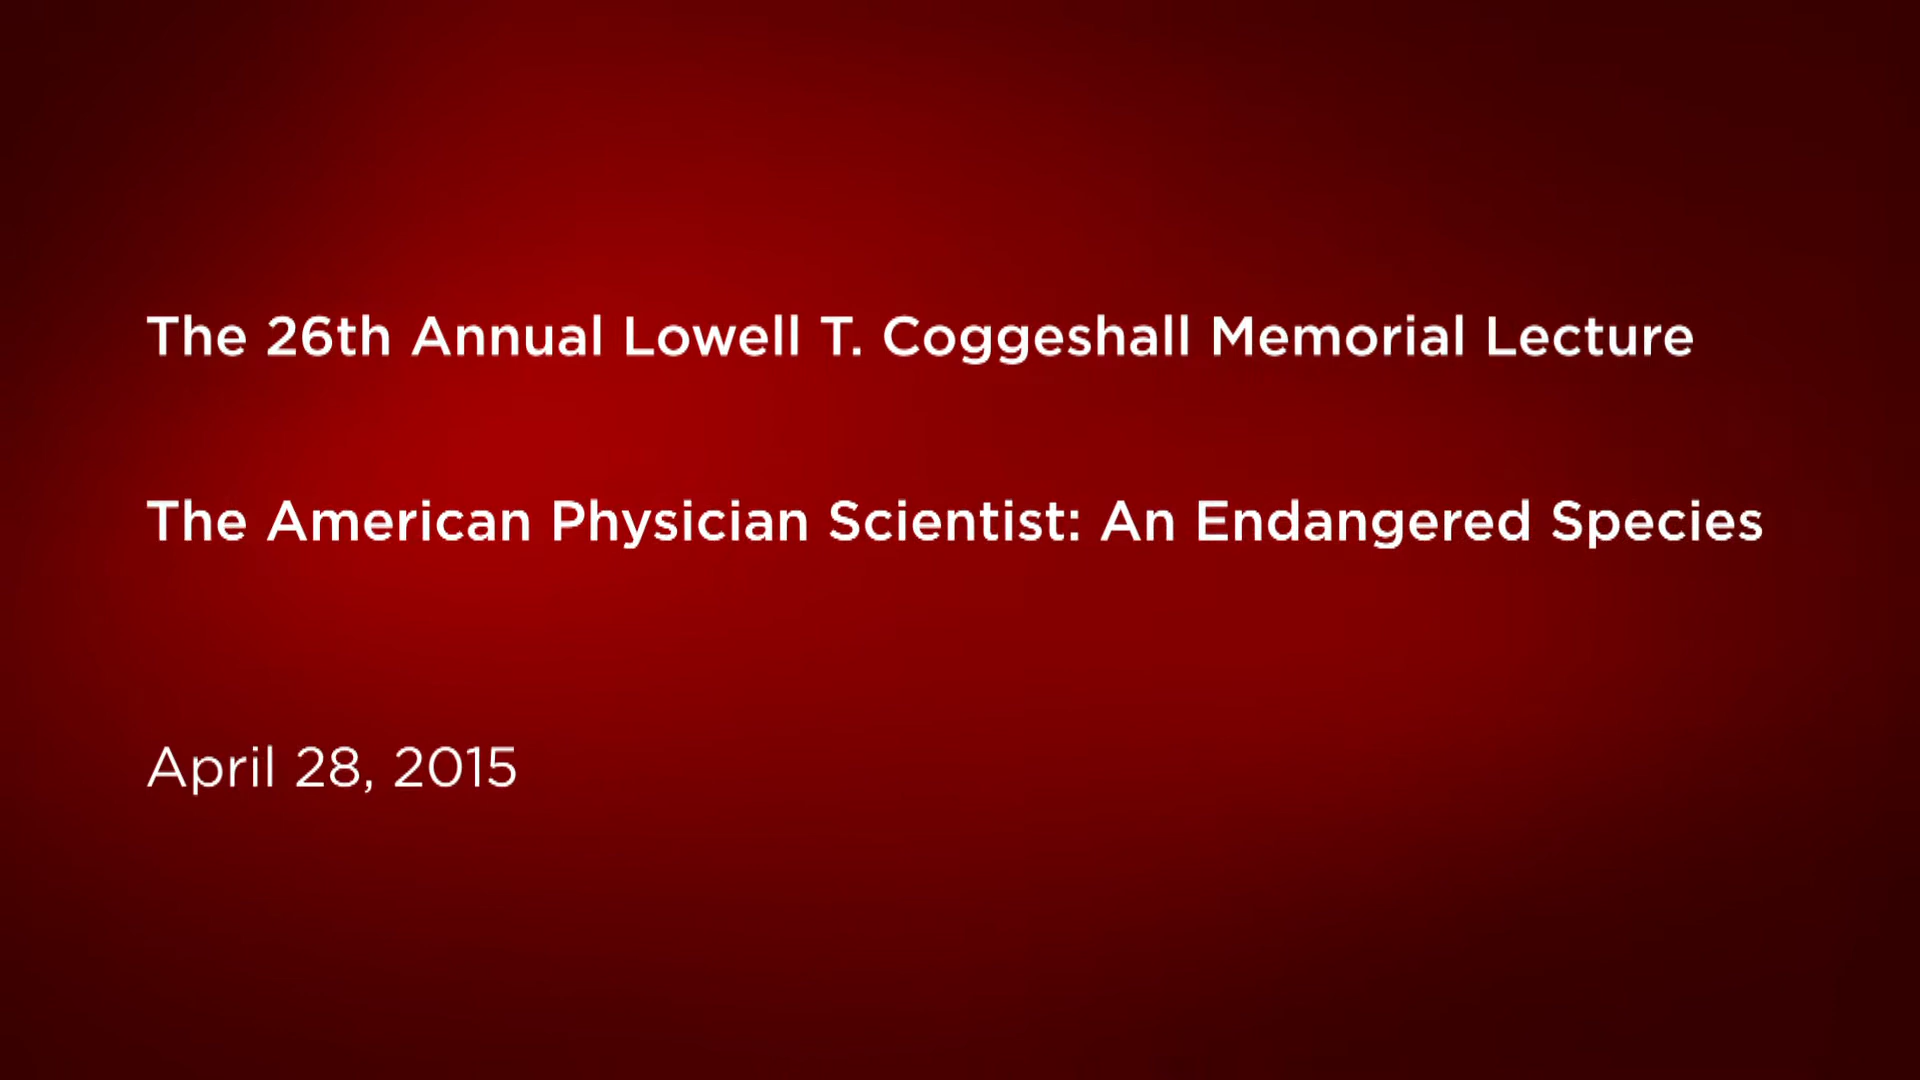 The 26th Annual Lowell T. Coggeshall Memorial Lecture
The American Physician Scientist: An Endangered Species
April 28, 2015